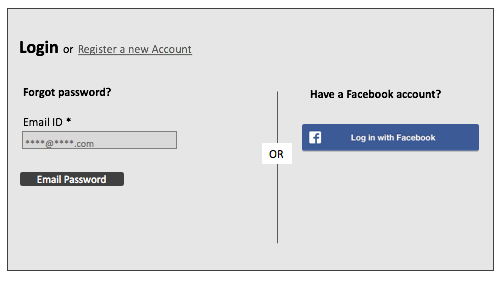 Login or Register a new Account
Forgot password?
Email ID *
****@****.com
Email Password
OR
Have a Facebook account?
f Log in with Facebook